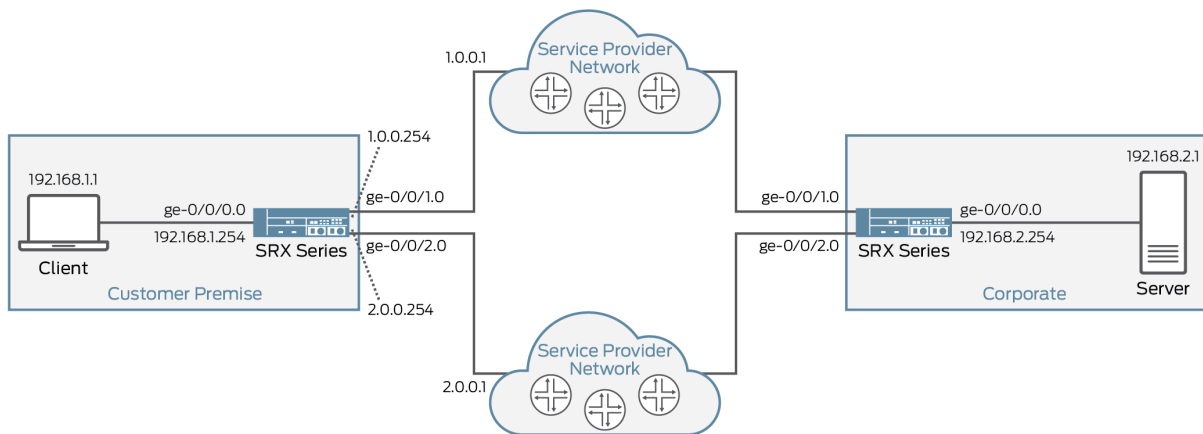 Service Provider
Network
1.0.0.1
1.0.0.254
192.168.1.1
ge-0/0/0.0
192.168.1.254
Client
SRX Series
ge-0/0/1.0
ge-0/0/2.0
Customer Premise
2.0.0.254
192.168.2.1
ge-0/0/1.0
ge-0/0/2.0
SRX Series
ge-0/0/0.0
192.168.2.254
Server
Corporate
Service Provider
Network
2.0.0.1